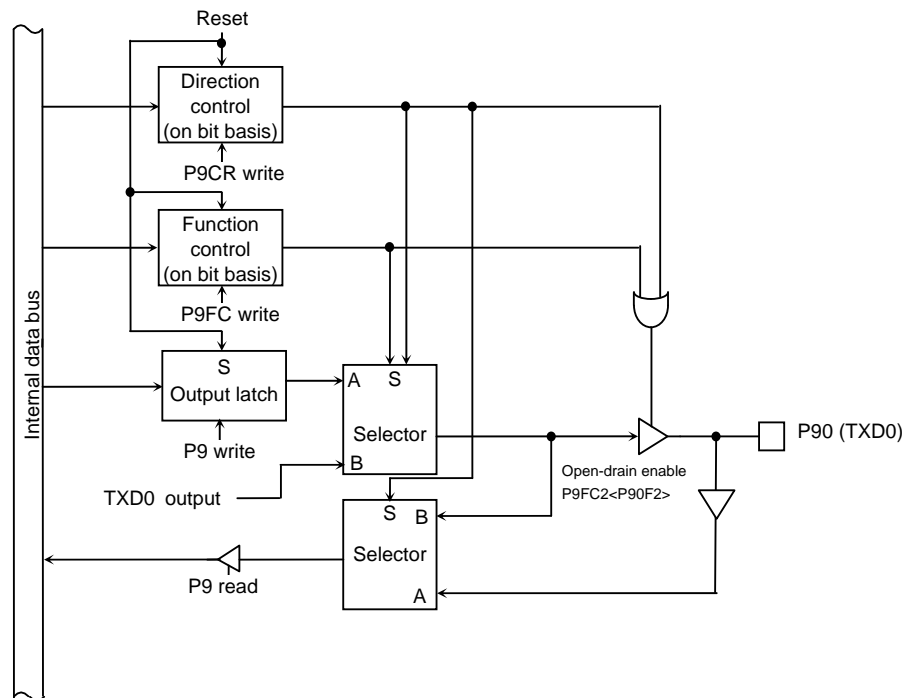 Reset
Direction
control
(on bit basis)
P9CR write
Function
control
(on bit basis)
P9FC write
Internal data bus
S
Output latch
P9 write
A
S
Selector
B
TXD0 output
P90 (TXD0)
Open-drain enable
P9FC2<P90F2>
S
B
Selector
A
P9 read